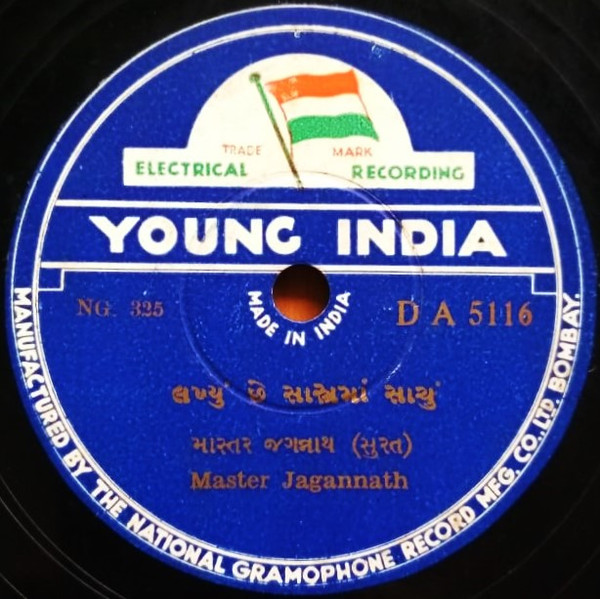 TRADE MARK
ELECTRICAL RECORDING
YOUNG INDIA
NG. 325
MADE IN INDIA
D A 5116
લખ્યું છે સાસ્ત્રમાં સાચું
માસ્તર જગન્નાથ (સુરત)
Master Jagannath
MANUFACTURED BY THE NATIONAL GRAMOPHONE RECORD MFG. CO., LTD. BOMBAY.